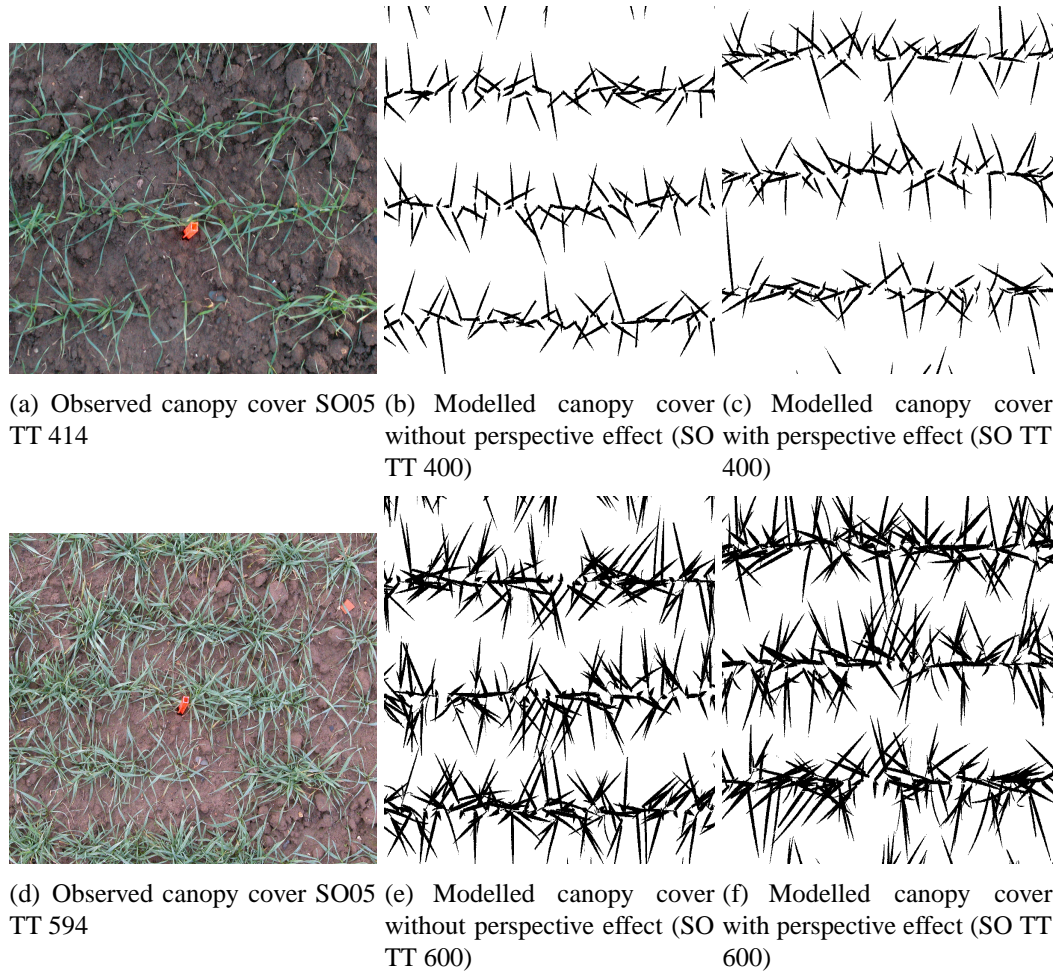 (a) Observed canopy cover SO05
TT 414
(b) Modelled canopy cover
without perspective effect (SO
TT 400)
(c) Modelled canopy cover
with perspective effect (SO TT
400)
(d) Observed canopy cover SO05
TT 594
(e) Modelled canopy cover
without perspective effect (SO
TT 600)
(f) Modelled canopy cover
with perspective effect (SO TT
600)